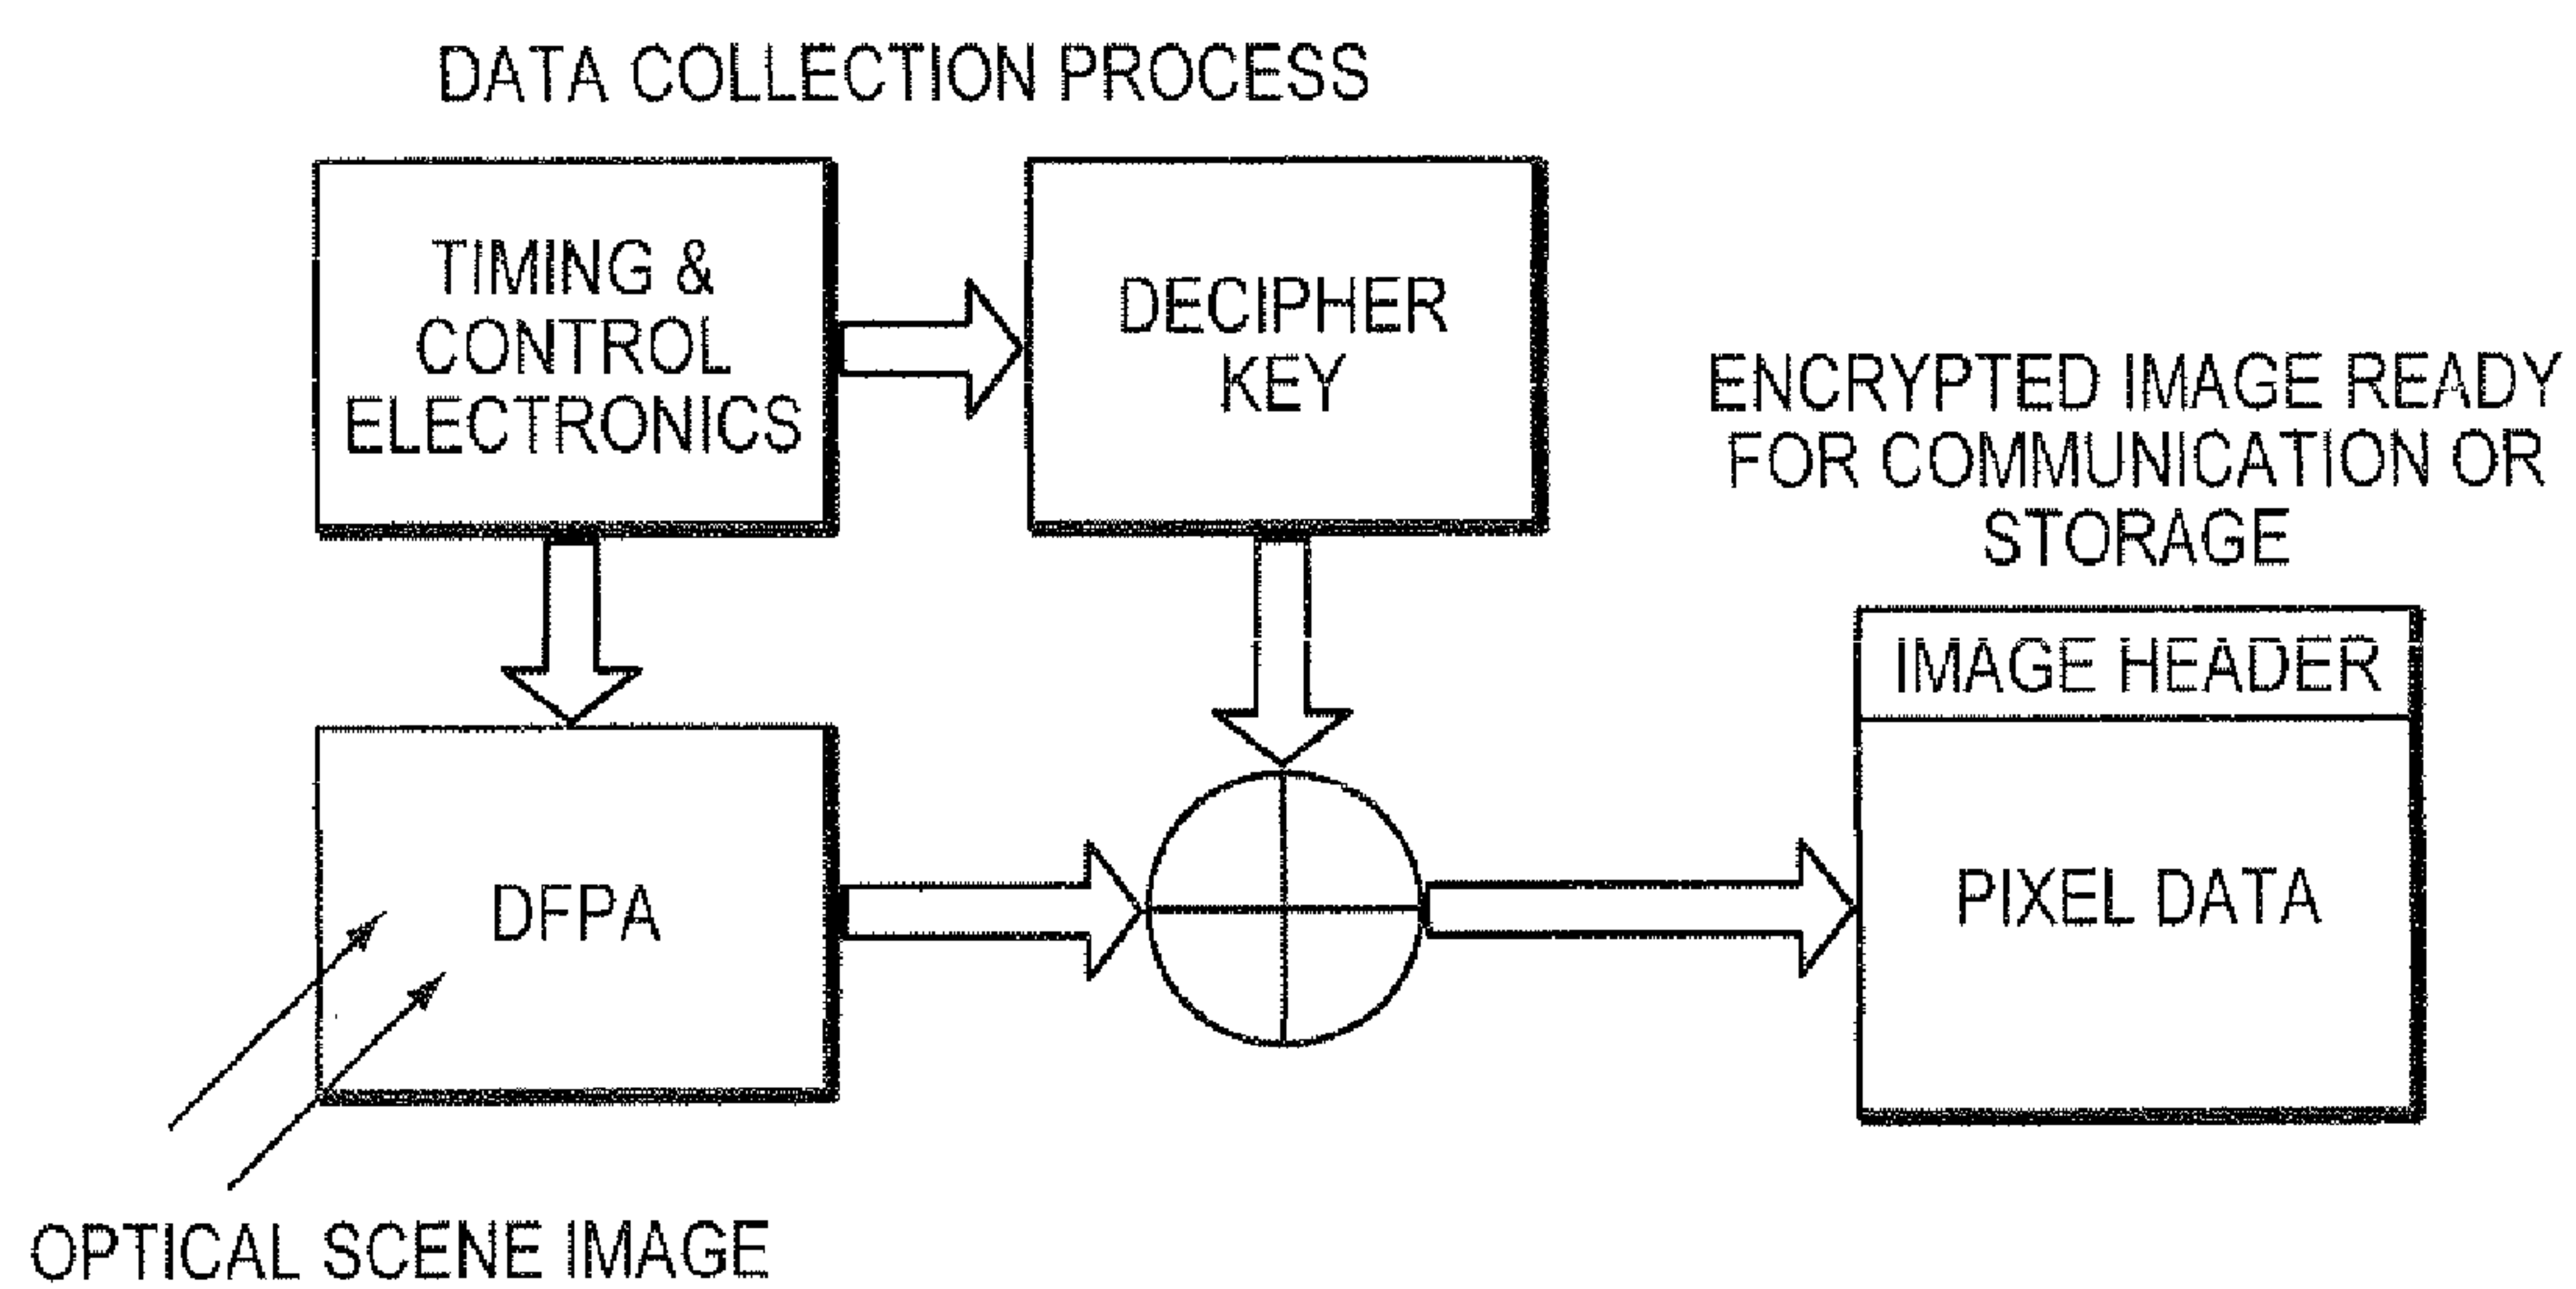 DATA COLLECTION PROCESS
TIMING &
CONTROL
ELECTRONICS
DECIPHER
KEY
ENCRYPTED IMAGE READY
FOR COMMUNICATION OR
STORAGE
IMAGE HEADER
DFPA
PIXEL DATA
OPTICAL SCENE IMAGE